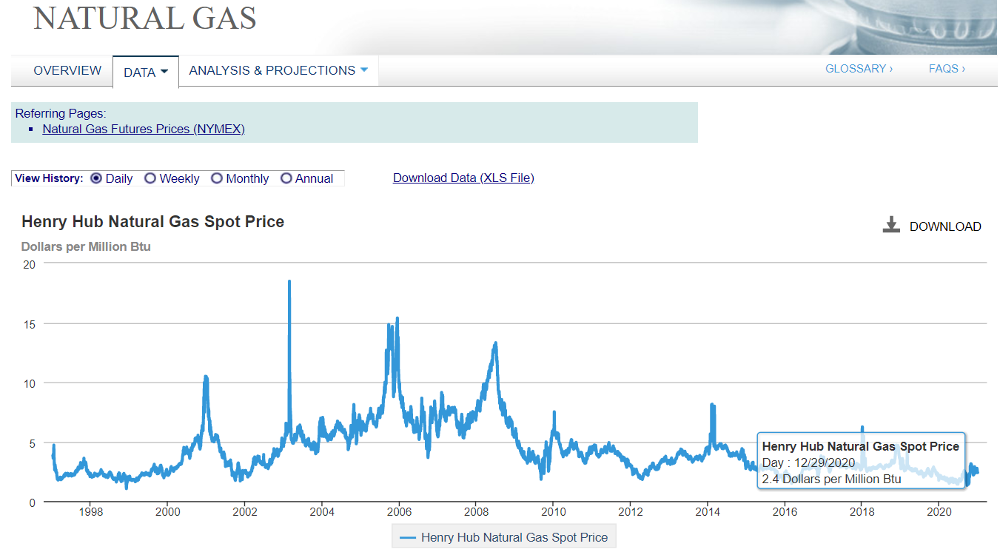 NATURAL GAS
OVERVIEW DATA ANALYSIS & PROJECTIONS GLOSSARY › FAQS ›
Referring Pages:
Natural Gas Futures Prices (NYMEX)
View History: Daily Weekly Monthly Annual Download Data (XLS File)
Henry Hub Natural Gas Spot Price
DOWNLOAD
Dollars per Million Btu
20
15
10
5
0
Henry Hub Natural Gas Spot Price
Day : 12/29/2020
2.4 Dollars per Million Btu
1998 2000 2002 2004 2006 2008 2010 2012 2014 2016 2018 2020
Henry Hub Natural Gas Spot Price